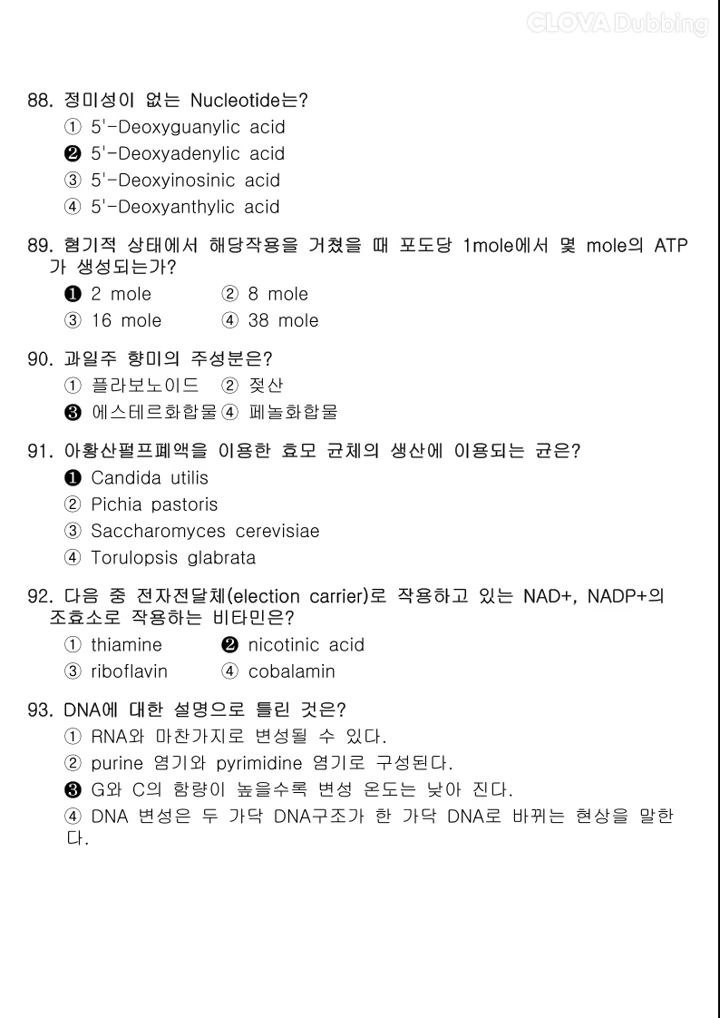 CLOVA Dubbing
88. 정미성이 없는 Nucleotide는?
① 5'-Deoxyguanylic acid
❷ 5'-Deoxyadenylic acid
③ 5'-Deoxyinosinic acid
④ 5'-Deoxyanthylic acid
89. 혐기적 상태에서 해당작용을 거쳤을 때 포도당 1mole에서 몇 mole의 ATP
가 생성되는가?
❶ 2 mole ② 8 mole
③ 16 mole ④ 38 mole
90. 과일주 향미의 주성분은?
① 플라보노이드 ② 젖산
❸ 에스테르화합물 ④ 페놀화합물
91. 아황산펄프폐액을 이용한 효모 균체의 생산에 이용되는 균은?
❶ Candida utilis
② Pichia pastoris
③ Saccharomyces cerevisiae
④ Torulopsis glabrata
92. 다음 중 전자전달체(election carrier)로 작용하고 있는 NAD+, NADP+의
조효소로 작용하는 비타민은?
① thiamine ❷ nicotinic acid
③ riboflavin ④ cobalamin
93. DNA에 대한 설명으로 틀린 것은?
① RNA와 마찬가지로 변성될 수 있다.
② purine 염기와 pyrimidine 염기로 구성된다.
❸ G와 C의 함량이 높을수록 변성 온도는 낮아 진다.
④ DNA 변성은 두 가닥 DNA구조가 한 가닥 DNA로 바뀌는 현상을 말한
다.